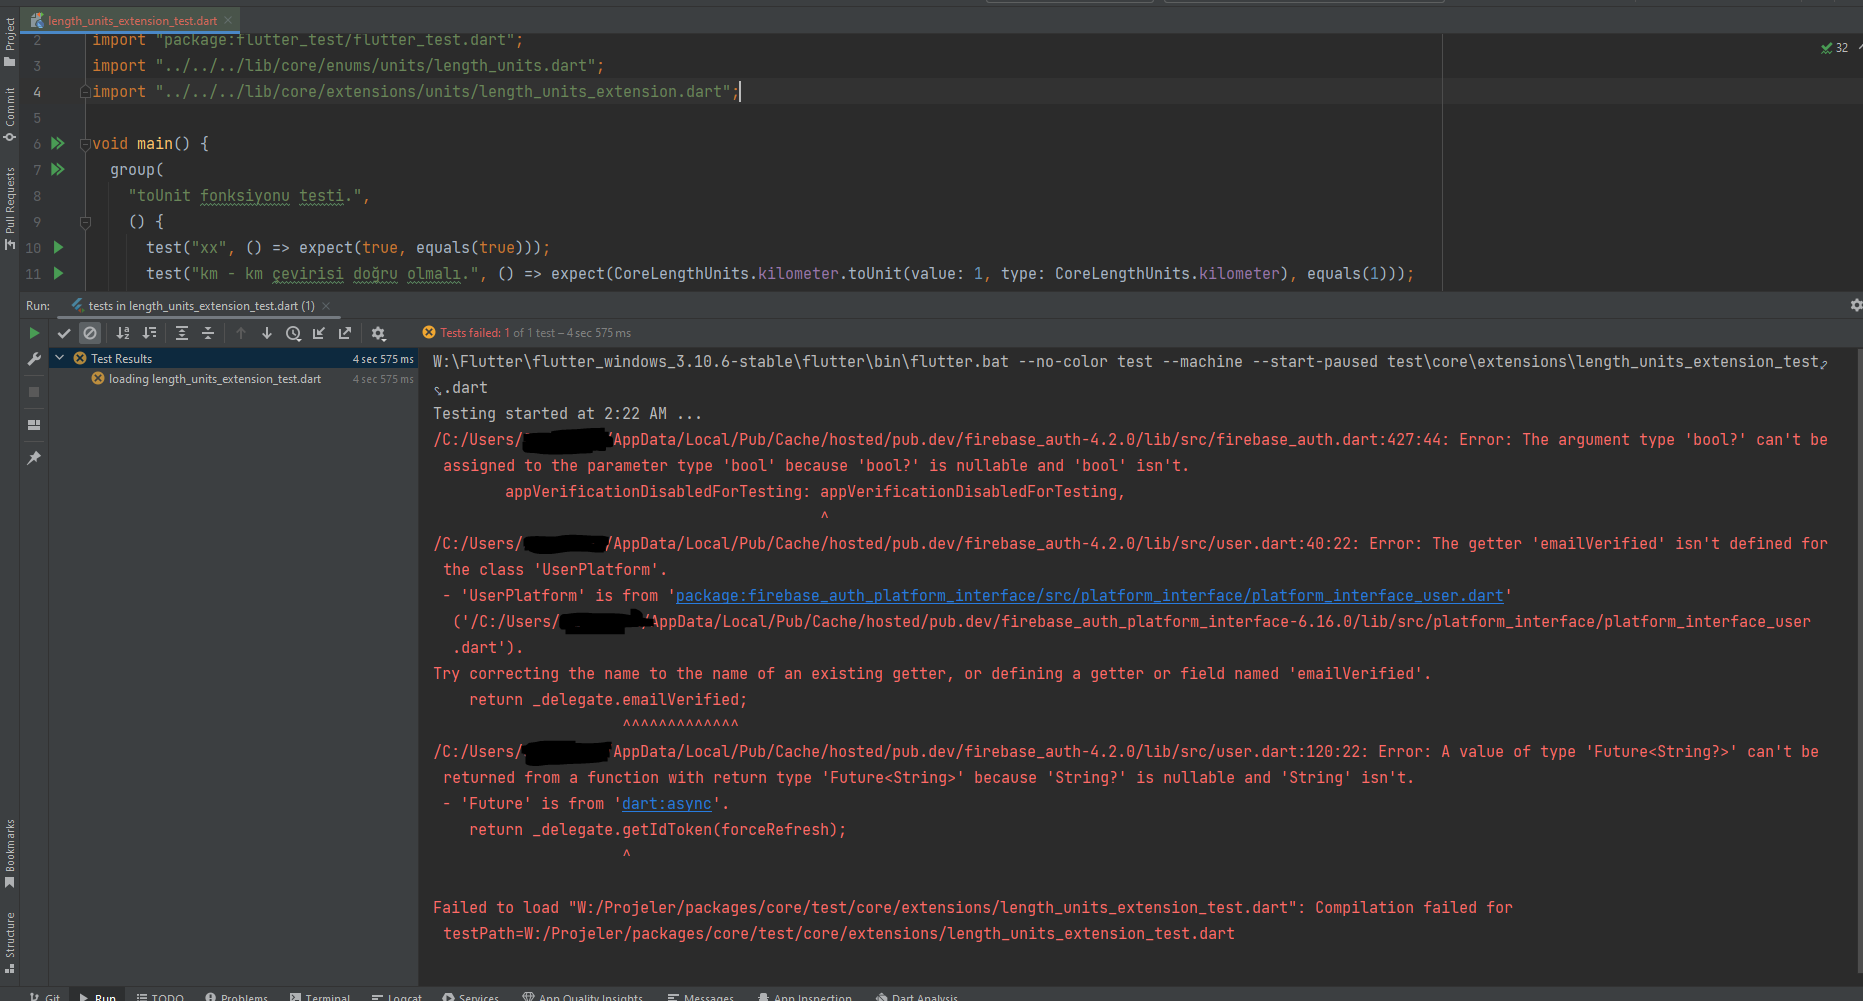 length_units_extension_test.dart
Project
Commit
Pull Requests
Bookmarks
Structure
2 import "package:flutter_test/flutter_test.dart";
32
3 import "../../../lib/core/enums/units/length_units.dart";
4 import "../../../lib/core/extensions/units/length_units_extension.dart";
5
6 void main() {
7 group(
8 "toUnit fonksiyonu testi.",
9 () {
10 test("xx", () => expect(true, equals(true)));
11 test("km - km çevirisi doğru olmalı.", () => expect(CoreLengthUnits.kilometer.toUnit(value: 1, type: CoreLengthUnits.kilometer), equals(1)));
Run: tests in length_units_extension_test.dart (1)
Tests failed: 1 of 1 test – 4 sec 575 ms
Test Results 4 sec 575 ms
loading length_units_extension_test.dart 4 sec 575 ms
W:\Flutter\flutter_windows_3.10.6-stable\flutter\bin\flutter.bat --no-color test --machine --start-paused test\core\extensions\length_units_extension_test
.dart
Testing started at 2:22 AM ...
/C:/Users/ /AppData/Local/Pub/Cache/hosted/pub.dev/firebase_auth-4.2.0/lib/src/firebase_auth.dart:427:44: Error: The argument type 'bool?' can't be
assigned to the parameter type 'bool' because 'bool?' is nullable and 'bool' isn't.
appVerificationDisabledForTesting: appVerificationDisabledForTesting,
^
/C:/Users/ /AppData/Local/Pub/Cache/hosted/pub.dev/firebase_auth-4.2.0/lib/src/user.dart:40:22: Error: The getter 'emailVerified' isn't defined for
the class 'UserPlatform'.
- 'UserPlatform' is from 'package:firebase_auth_platform_interface/src/platform_interface/platform_interface_user.dart'
('/C:/Users/ /AppData/Local/Pub/Cache/hosted/pub.dev/firebase_auth_platform_interface-6.16.0/lib/src/platform_interface/platform_interface_user
.dart').
Try correcting the name to the name of an existing getter, or defining a getter or field named 'emailVerified'.
return _delegate.emailVerified;
^^^^^^^^^^^^^
/C:/Users/ AppData/Local/Pub/Cache/hosted/pub.dev/firebase_auth-4.2.0/lib/src/user.dart:120:22: Error: A value of type 'Future<String?>' can't be
returned from a function with return type 'Future<String>' because 'String?' is nullable and 'String' isn't.
- 'Future' is from 'dart:async'.
return _delegate.getIdToken(forceRefresh);
^
Failed to load "W:/Projeler/packages/core/test/core/extensions/length_units_extension_test.dart": Compilation failed for
testPath=W:/Projeler/packages/core/test/core/extensions/length_units_extension_test.dart
Git Run TODO Problems Terminal Logcat Services App Quality Insights Messages App Inspection Dart Analysis